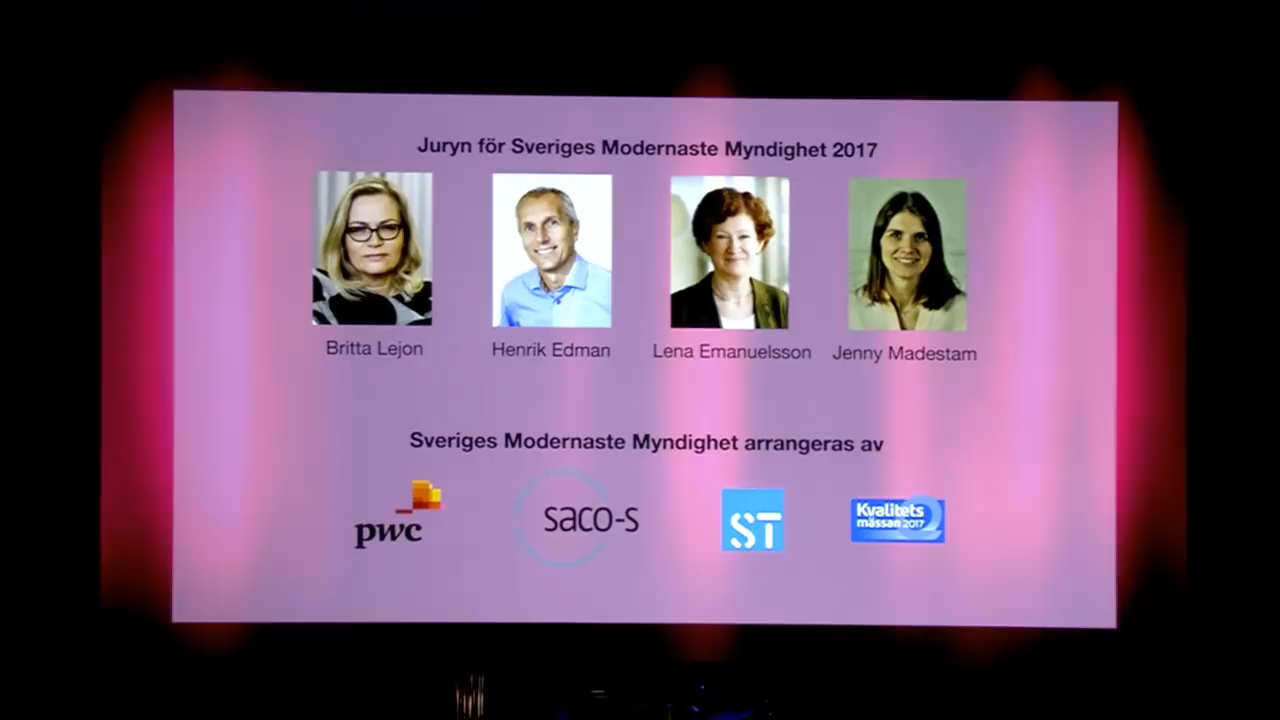 Juryn för Sveriges Modernaste Myndighet 2017
Britta Lejon
Henrik Edman
Lena Emanuelsson
Jenny Madestam
Sveriges Modernaste Myndighet arrangeras av
pwc
saco-s
ST
Kvalitets
mässan 2017